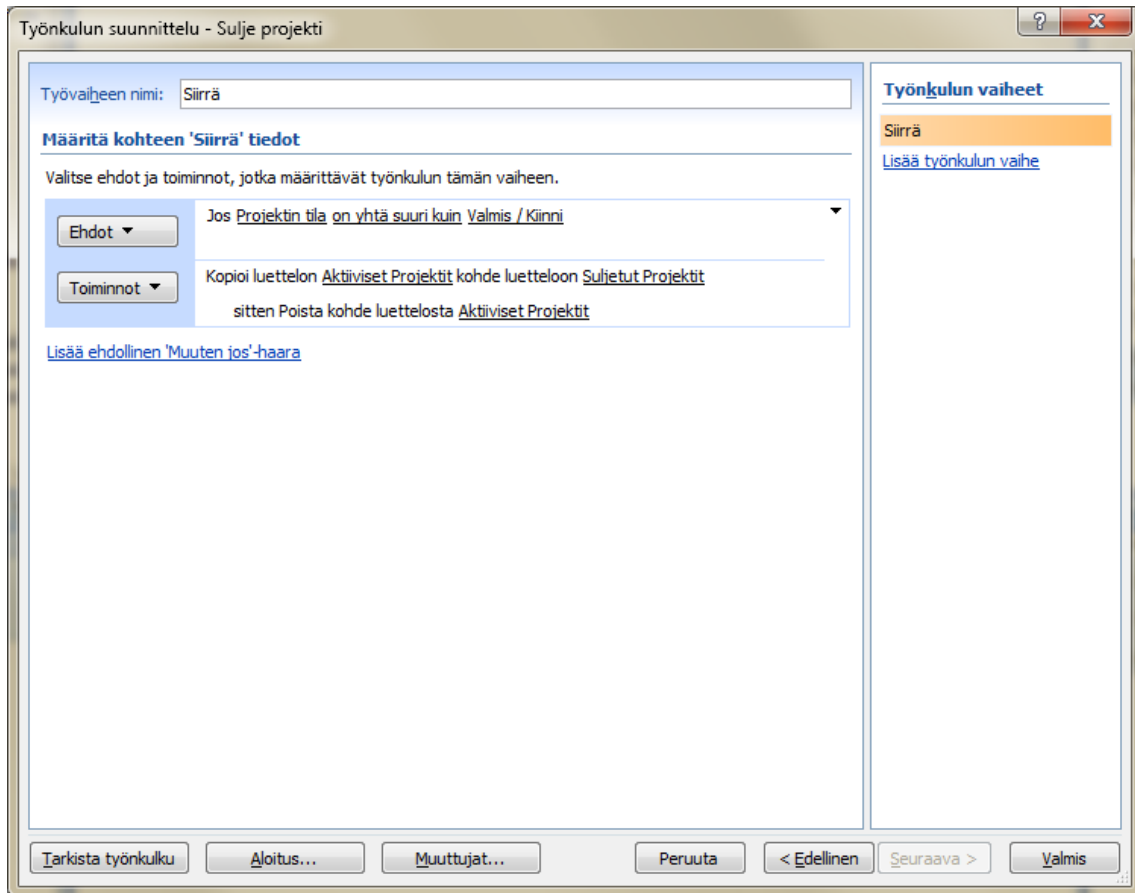 Työnkulun suunnittelu - Sulje projekti
Työvaiheen nimi: Siirrä
Määritä kohteen 'Siirrä' tiedot
Valitse ehdot ja toiminnot, jotka määrittävät työnkulun tämän vaiheen.
Ehdot
Jos Projektin tila on yhtä suuri kuin Valmis / Kiinni
Toiminnot
Kopioi luettelon Aktiiviset Projektit kohde luetteloon Suljetut Projektit
sitten Poista kohde luettelosta Aktiiviset Projektit
Lisää ehdollinen 'Muuten jos'-haara
Työnkulun vaiheet
Siirrä
Lisää työnkulun vaihe
Tarkista työnkulku Aloitus... Muuttujat... Peruuta < Edellinen Seuraava > Valmis